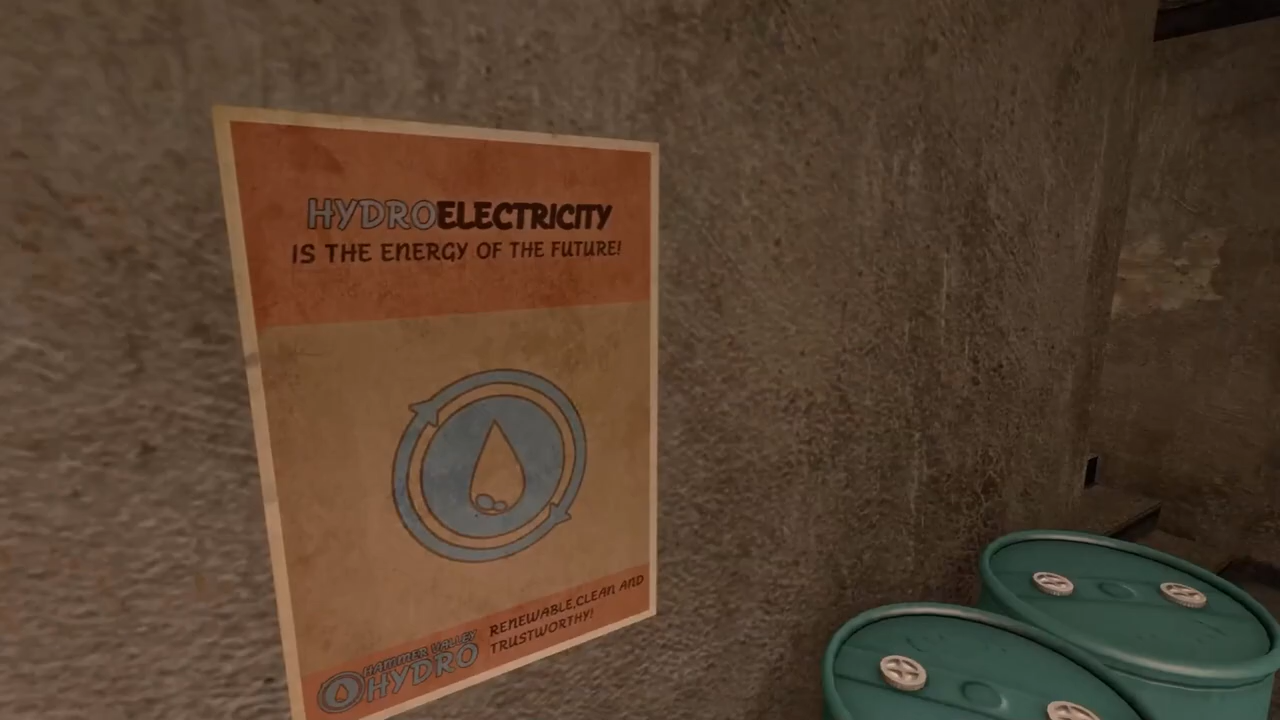 HYDROELECTRICITY
IS THE ENERGY OF THE FUTURE!
RENEWABLE,CLEAN AND
TRUSTWORTHY!
HAMMER VALLEY
HYDRO